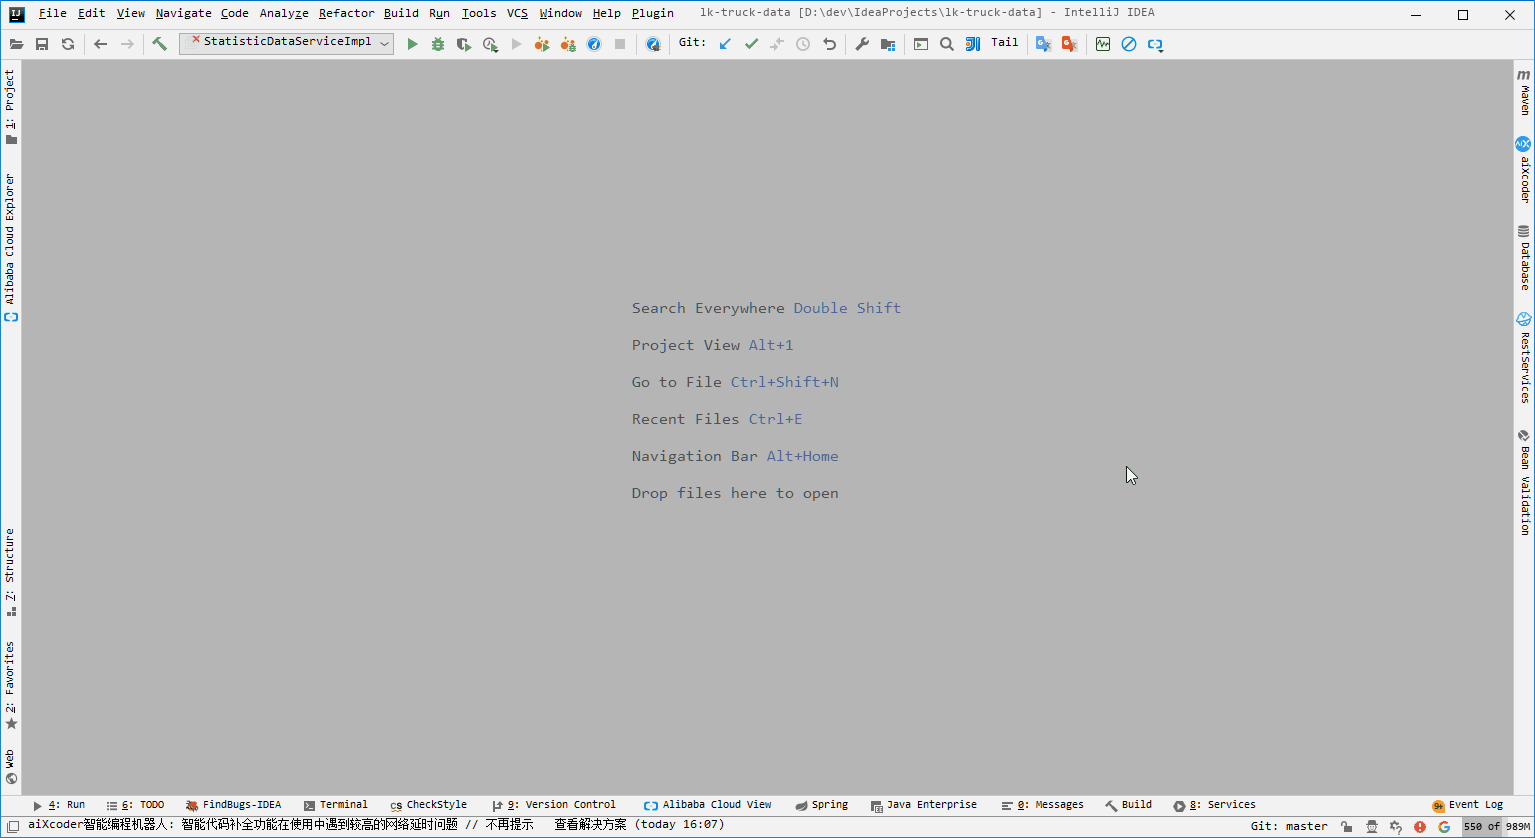 File Edit View Navigate Code Analyze Refactor Build Run Tools VCS Window Help Plugin lk-truck-data [D:\dev\IdeaProjects\lk-truck-data] - IntelliJ IDEA
StatisticDataServiceImpl Git: Tail
1: Project
Alibaba Cloud Explorer
Z: Structure
2: Favorites
Web
Search Everywhere Double Shift
Project View Alt+1
Go to File Ctrl+Shift+N
Recent Files Ctrl+E
Navigation Bar Alt+Home
Drop files here to open
Maven
aiXcoder
Database
RestServices
Bean Validation
4: Run 6: TODO FindBugs-IDEA Terminal CheckStyle 9: Version Control Alibaba Cloud View Spring Java Enterprise 0: Messages Build 8: Services Event Log
aiXcoder智能编程机器人: 智能代码补全功能在使用中遇到较高的网络延时问题 // 不再提示 查看解决方案 (today 16:07) Git: master 550 of 989M